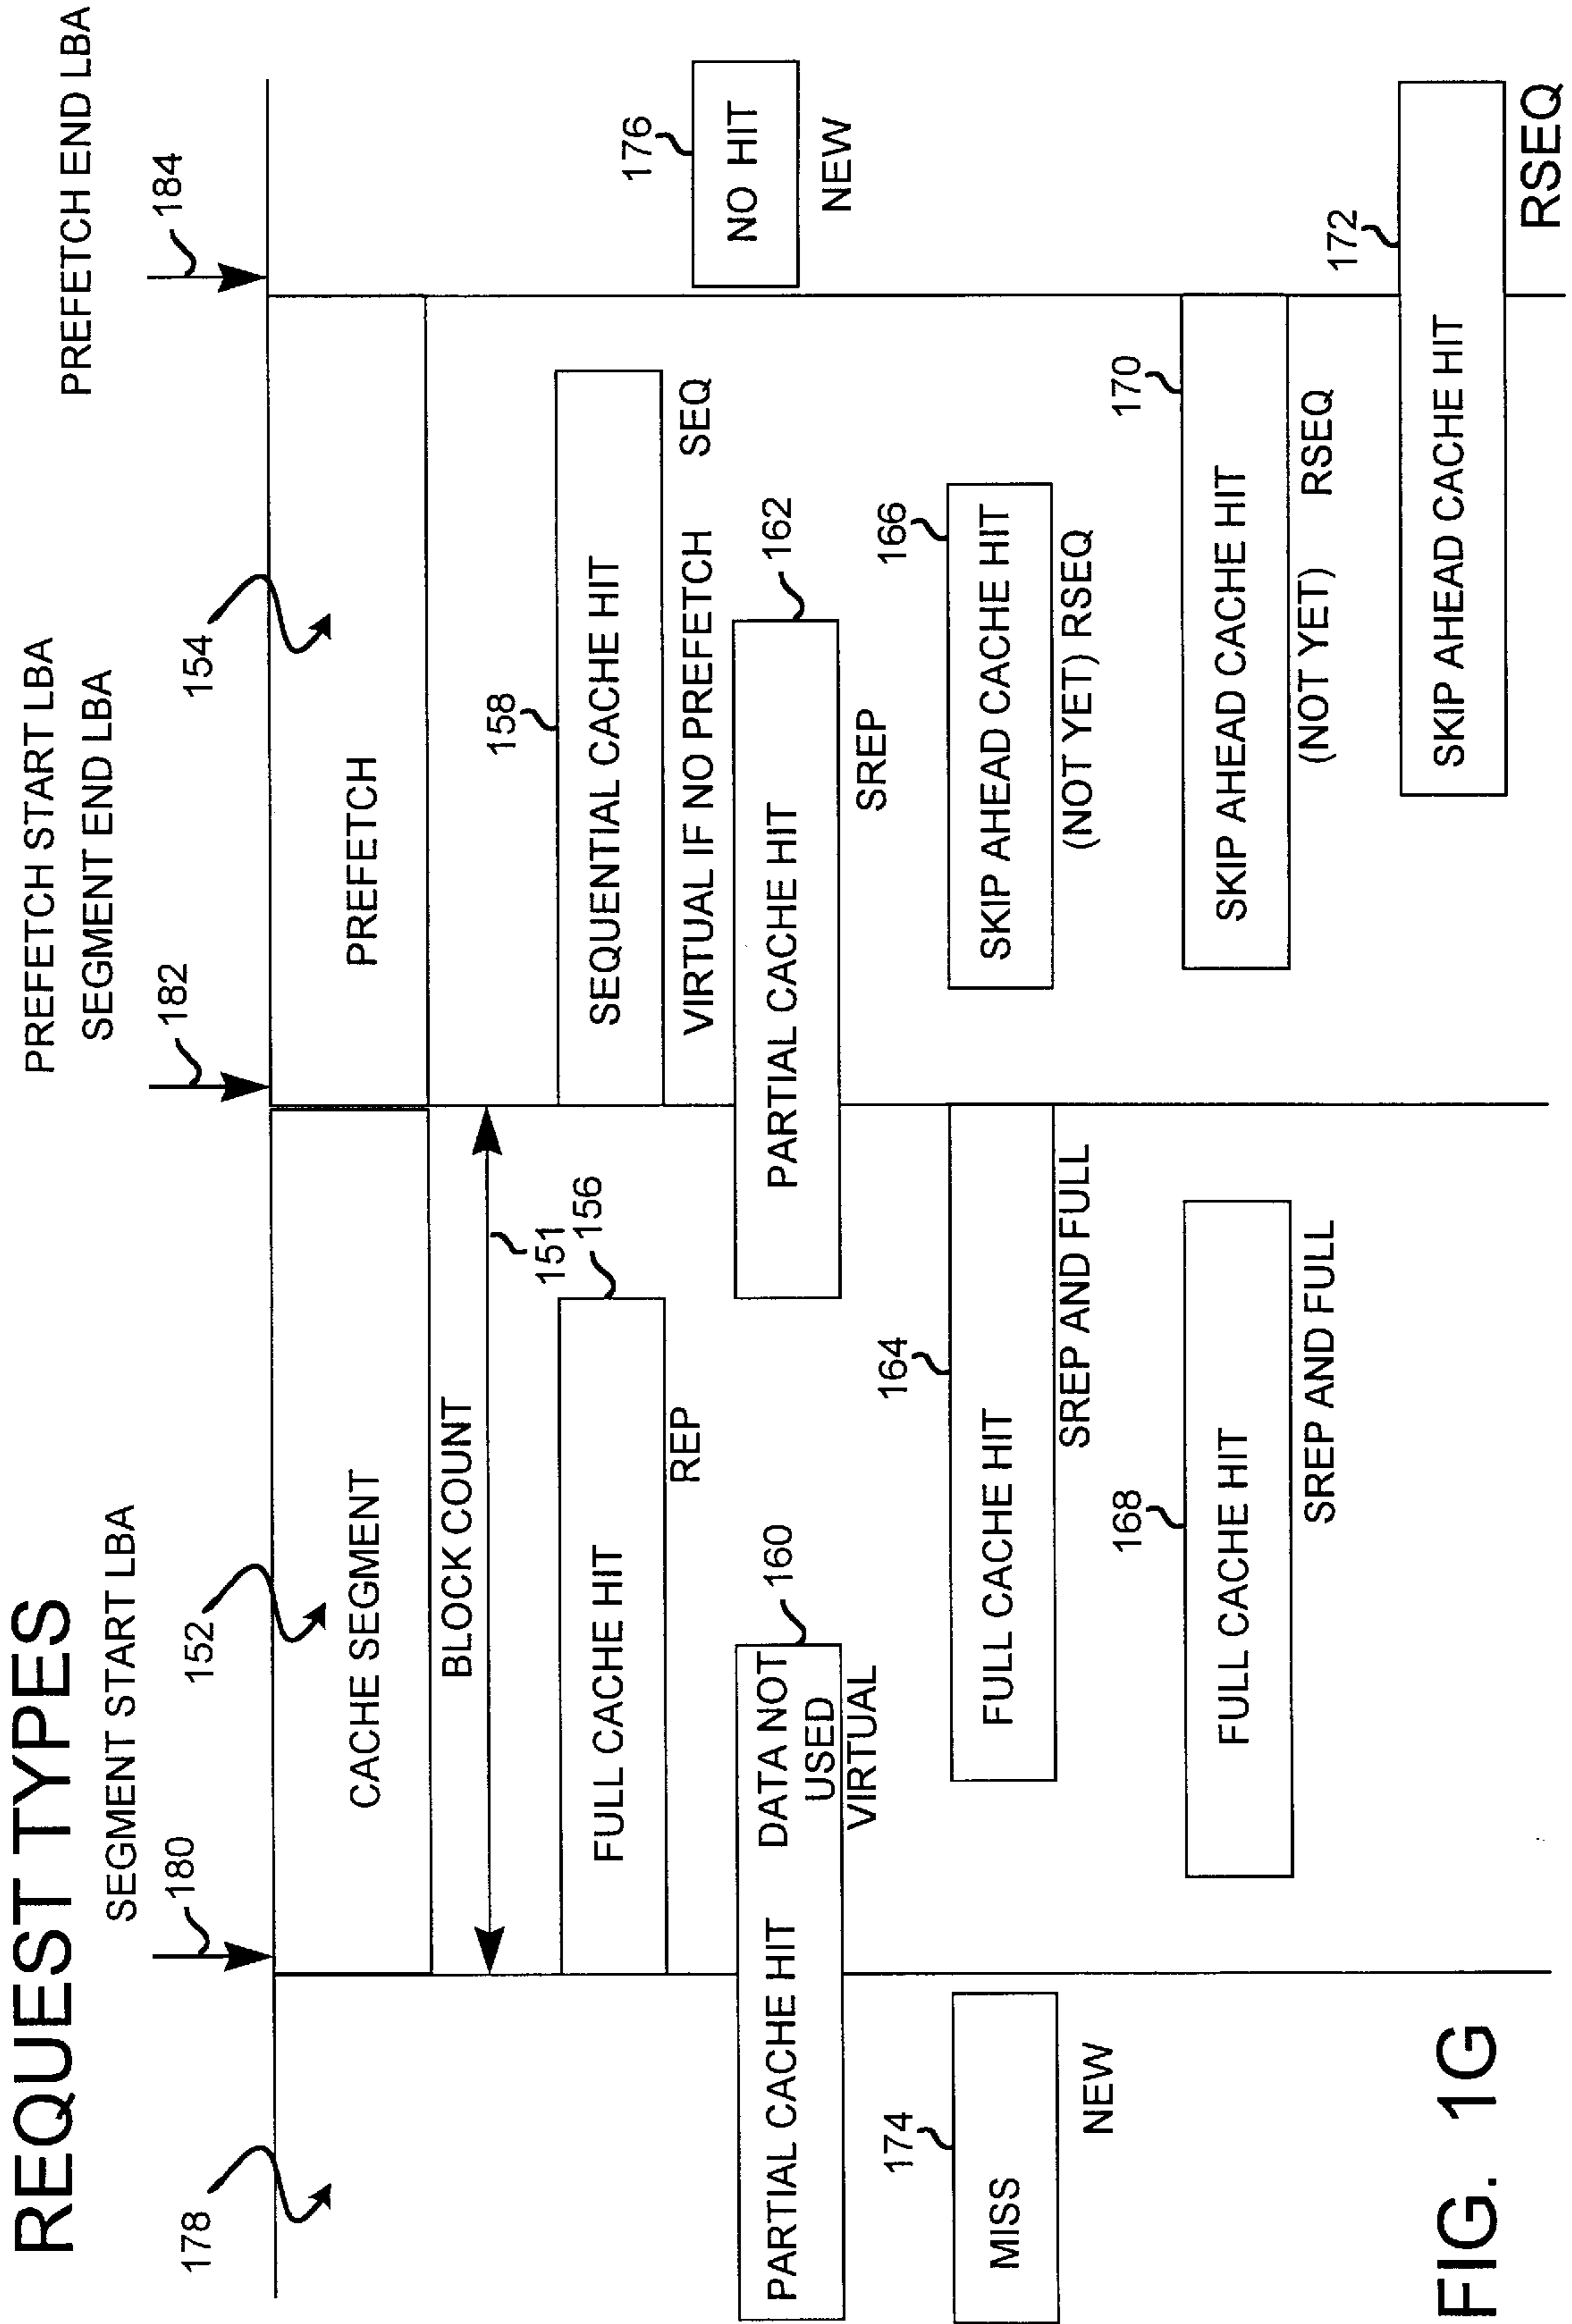 REQUEST TYPES
PREFETCH START LBA
PREFETCH END LBA
SEGMENT START LBA
SEGMENT END LBA
178
180
152
182
154
184
CACHE SEGMENT
PREFETCH
BLOCK COUNT
151
156
158
176
FULL CACHE HIT
SEQUENTIAL CACHE HIT
NO HIT
REP
VIRTUAL IF NO PREFETCH SEQ
NEW
160
162
PARTIAL CACHE HIT
DATA NOT
USED
VIRTUAL
PARTIAL CACHE HIT
SREP
174
164
166
MISS
FULL CACHE HIT
SKIP AHEAD CACHE HIT
NEW
SREP AND FULL
(NOT YET) RSEQ
168
170
FULL CACHE HIT
SKIP AHEAD CACHE HIT
SREP AND FULL
(NOT YET) RSEQ
172
SKIP AHEAD CACHE HIT
RSEQ
FIG. 1G